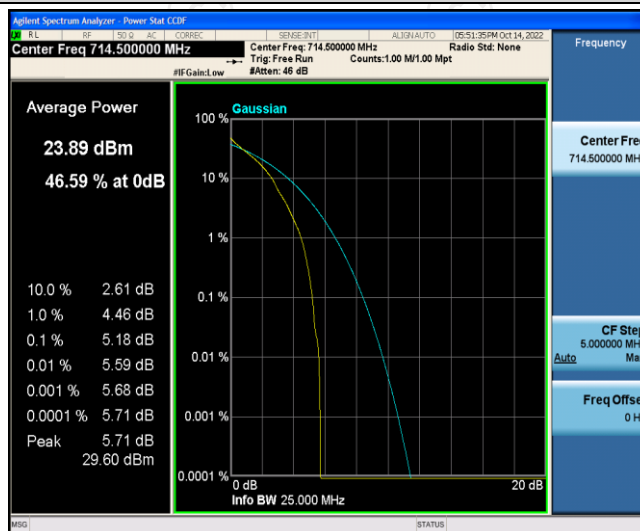 Agilent Spectrum Analyzer - Power Stat CCDF
RL RF 50 Ω AC CORREC SENSE:INT ALIGNAUTO 05:51:35PM Oct 14, 2022
Center Freq 714.500000 MHz
Center Freq: 714.500000 MHz Radio Std: None
Trig: Free Run Counts:1.00 M/1.00 Mpt
#IFGain:Low #Atten: 46 dB
Frequency
Average Power
23.89 dBm
46.59 % at 0dB
10.0 % 2.61 dB
1.0 % 4.46 dB
0.1 % 5.18 dB
0.01 % 5.59 dB
0.001 % 5.68 dB
0.0001 % 5.71 dB
Peak 5.71 dB
29.60 dBm
Gaussian
100 %
10 %
1 %
0.1 %
0.01 %
0.001 %
0.0001 %
0 dB 20 dB
Info BW 25.000 MHz
Center Fre
714.500000 MH
CF Step
5.000000 MH
Auto Ma
Freq Offse
0 H
MSG STATUS